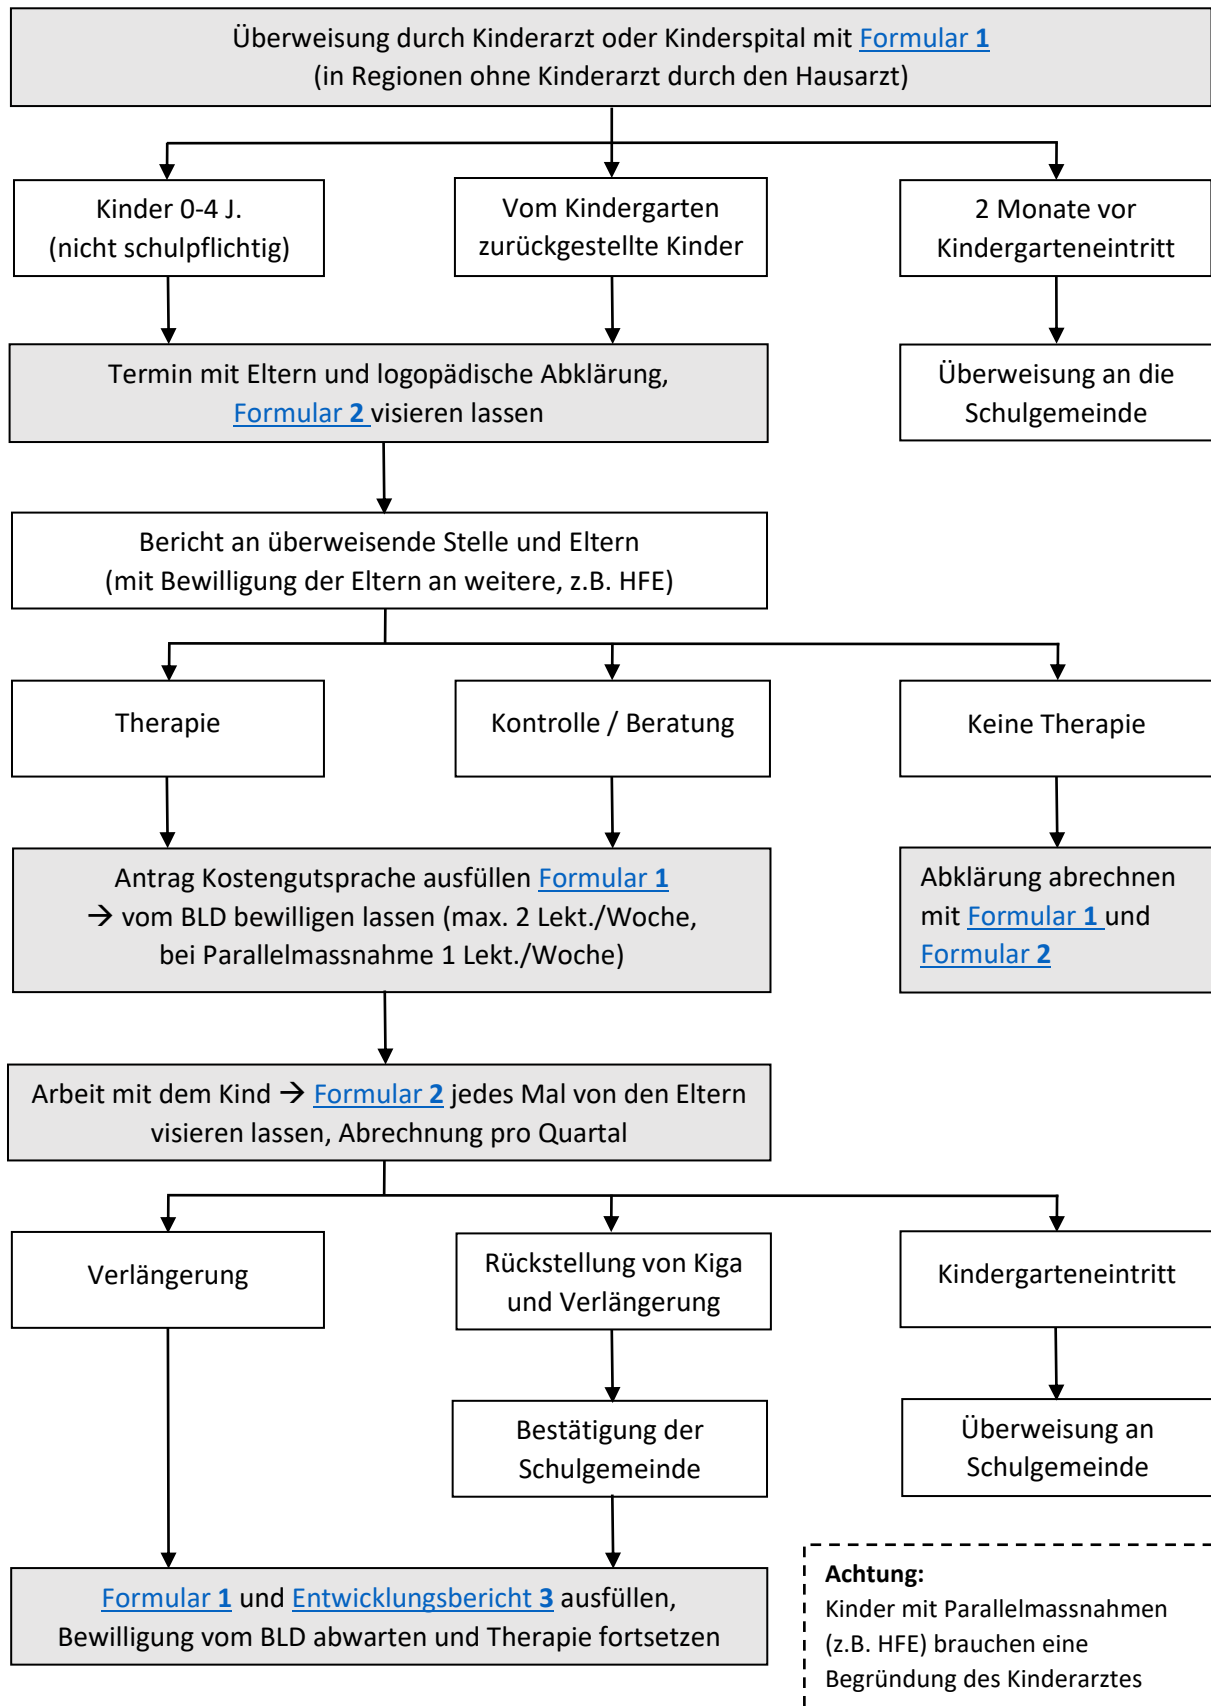 Überweisung durch Kinderarzt oder Kinderspital mit Formular 1
(in Regionen ohne Kinderarzt durch den Hausarzt)
Kinder 0-4 J.
(nicht schulpflichtig)
Vom Kindergarten
zurückgestellte Kinder
2 Monate vor
Kindergarteneintritt
Termin mit Eltern und logopädische Abklärung,
Formular 2 visieren lassen
Überweisung an die
Schulgemeinde
Bericht an überweisende Stelle und Eltern
(mit Bewilligung der Eltern an weitere, z.B. HFE)
Therapie
Kontrolle / Beratung
Keine Therapie
Antrag Kostengutsprache ausfüllen Formular 1
→ vom BLD bewilligen lassen (max. 2 Lekt./Woche,
bei Parallelmassnahme 1 Lekt./Woche)
Abklärung abrechnen
mit Formular 1 und
Formular 2
Arbeit mit dem Kind → Formular 2 jedes Mal von den Eltern
visieren lassen, Abrechnung pro Quartal
Verlängerung
Rückstellung von Kiga
und Verlängerung
Kindergarteneintritt
Bestätigung der
Schulgemeinde
Überweisung an
Schulgemeinde
Formular 1 und Entwicklungsbericht 3 ausfüllen,
Bewilligung vom BLD abwarten und Therapie fortsetzen
Achtung:
Kinder mit Parallelmassnahmen
(z.B. HFE) brauchen eine
Begründung des Kinderarztes